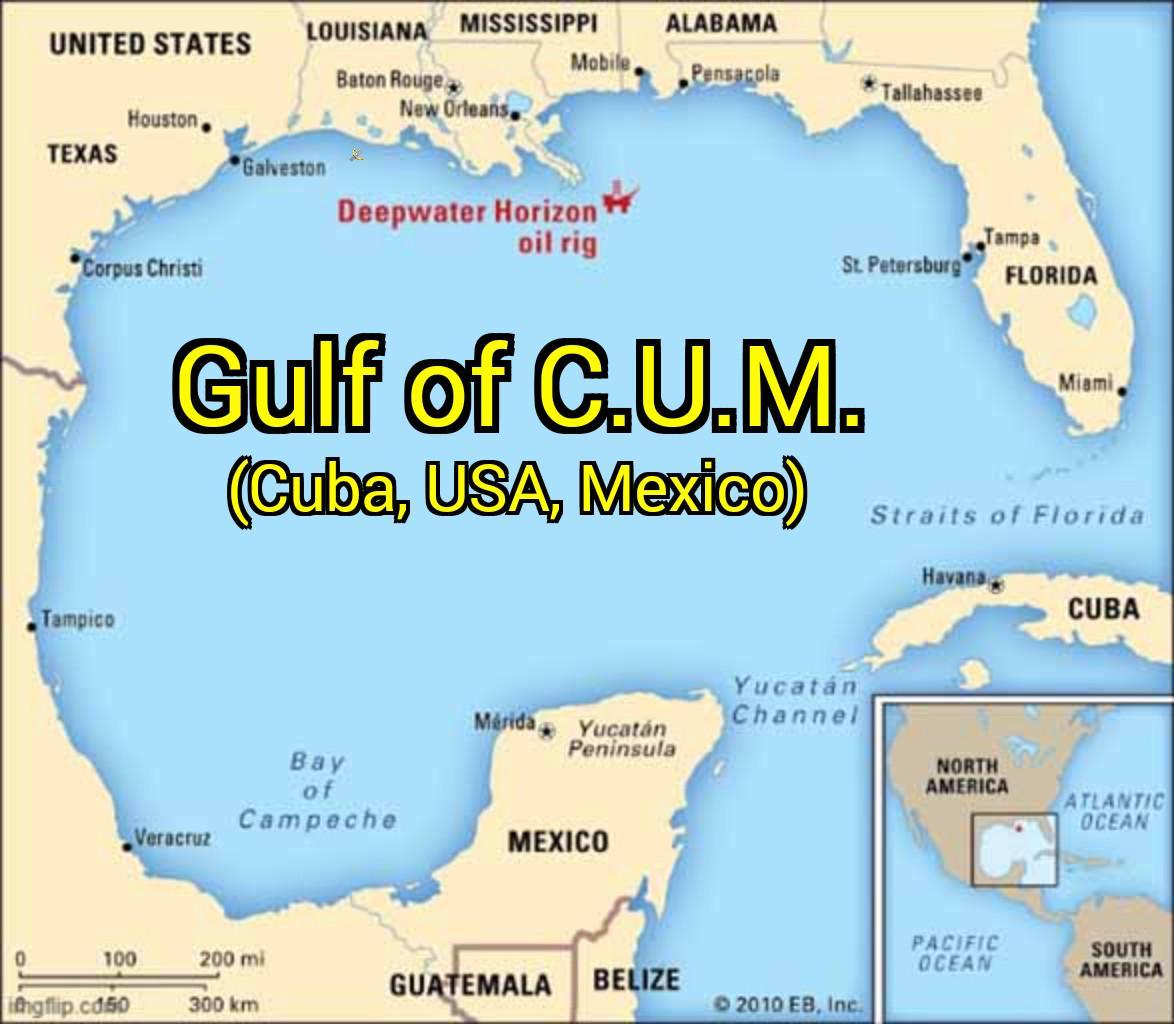 UNITED STATES
LOUISIANA
MISSISSIPPI
ALABAMA
Baton Rouge
Mobile
Pensacola
Tallahassee
New Orleans
Houston
TEXAS
Galveston
Deepwater Horizon
oil rig
Corpus Christi
Tampa
St. Petersburg
FLORIDA
Gulf of C.U.M.
(Cuba, USA, Mexico)
Miami
Straits of Florida
Havana
CUBA
Tampico
Yucatán
Channel
Mérida
Yucatán
Peninsula
Bay
of
Campeche
Veracruz
MEXICO
NORTH
AMERICA
ATLANTIC
OCEAN
PACIFIC
OCEAN
SOUTH
AMERICA
0 100 200 mi
0 150 300 km
GUATEMALA
BELIZE
© 2010 EB, Inc.
imgflip.com